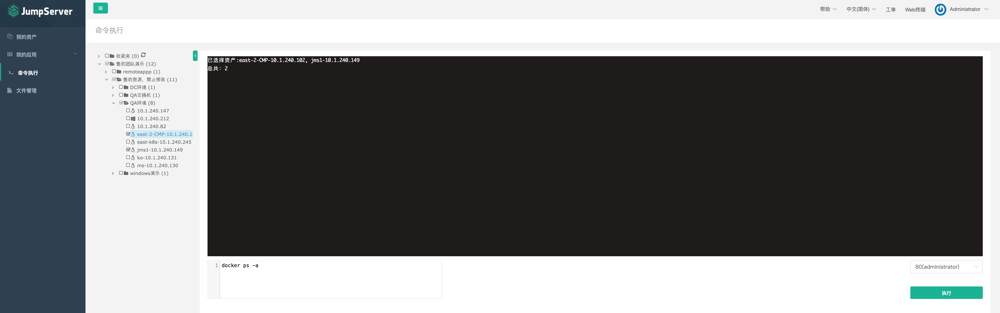 JumpServer
帮助
中文(简体)
工单
Web终端
Administrator
我的资产
我的应用
命令执行
文件管理
命令执行
收藏夹 (0)
售前团队演示 (12)
remoteappp (1)
售前资源，禁止修改 (11)
DC环境 (1)
QA交换机 (1)
QA环境 (8)
10.1.240.147
10.1.240.212
10.1.240.82
east-2-CMP-10.1.240.1
east-k8s-10.1.240.245
jms1-10.1.240.149
ko-10.1.240.131
ms-10.1.240.130
windows演示 (1)
已选择资产:east-2-CMP-10.1.240.102, jms1-10.1.240.149
总共: 2
1 docker ps -a
80(administrator)
执行